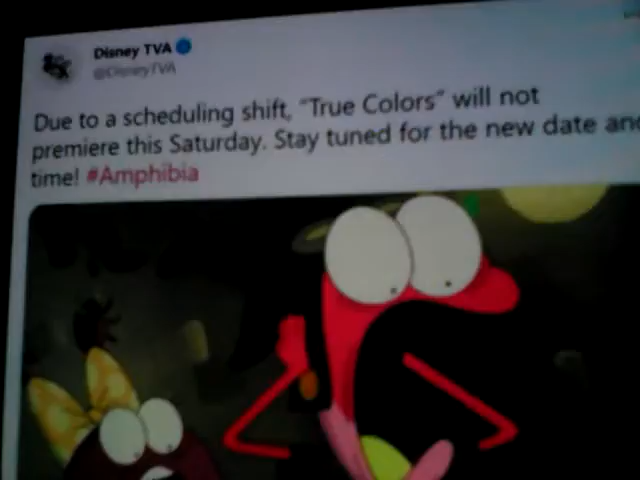 Disney TVA
@DisneyTVA
Due to a scheduling shift, "True Colors" will not
premiere this Saturday. Stay tuned for the new date and
time! #Amphibia